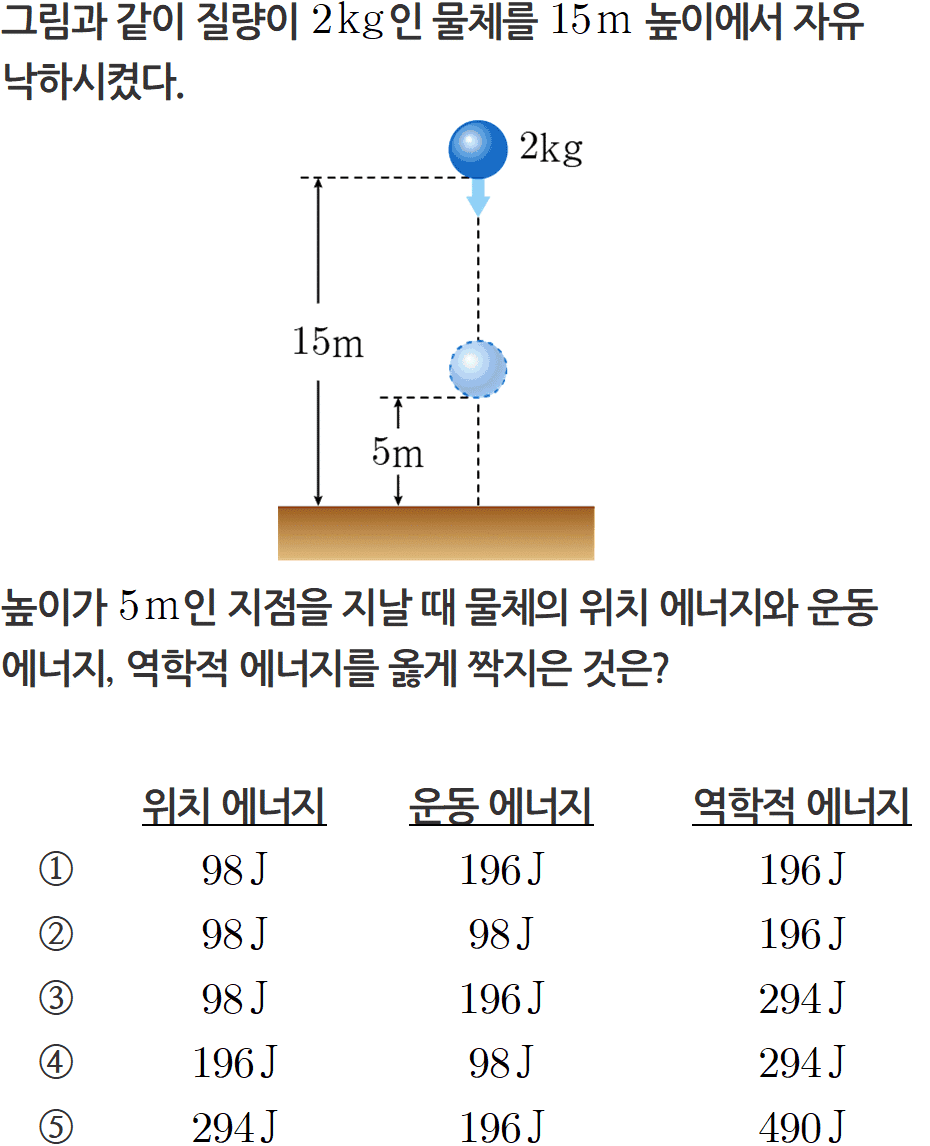 그림과 같이 질량이 2kg인 물체를 15m 높이에서 자유
낙하시켰다.
2kg
15m
5m
높이가 5m인 지점을 지날 때 물체의 위치 에너지와 운동
에너지, 역학적 에너지를 옳게 짝지은 것은?
위치 에너지 운동 에너지 역학적 에너지
① 98J 196J 196J
② 98J 98J 196J
③ 98J 196J 294J
④ 196J 98J 294J
⑤ 294J 196J 490J